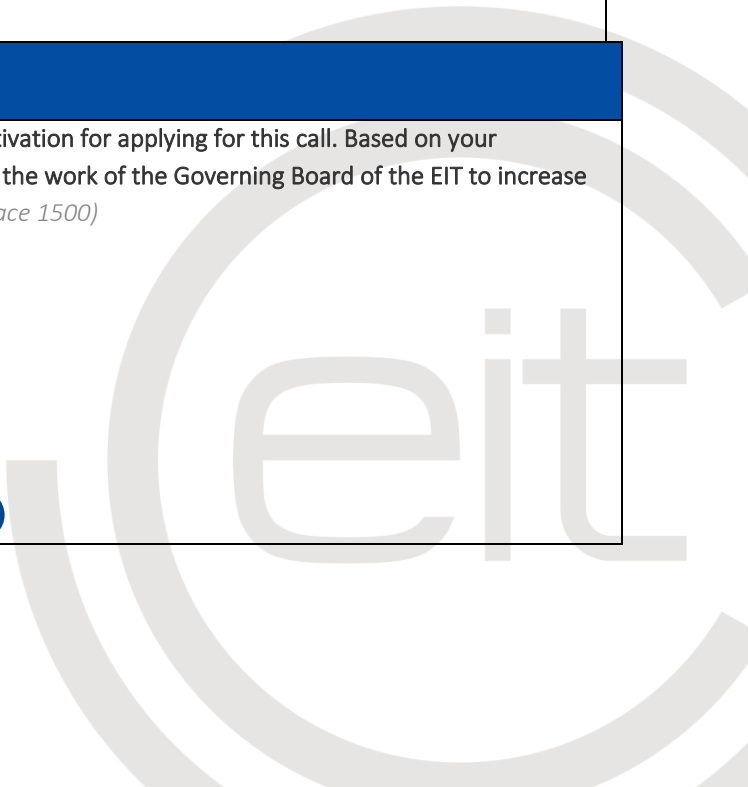 tivation for applying for this call. Based on your
the work of the Governing Board of the EIT to increase
ace 1500)
eit